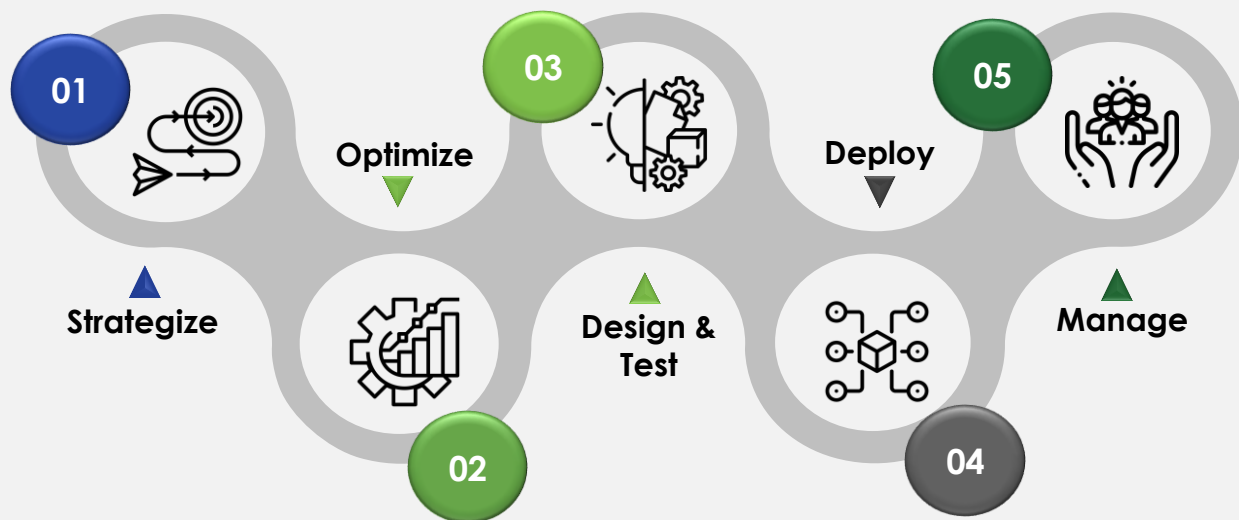 01
Strategize
Optimize
02
03
Design &
Test
Deploy
04
05
Manage